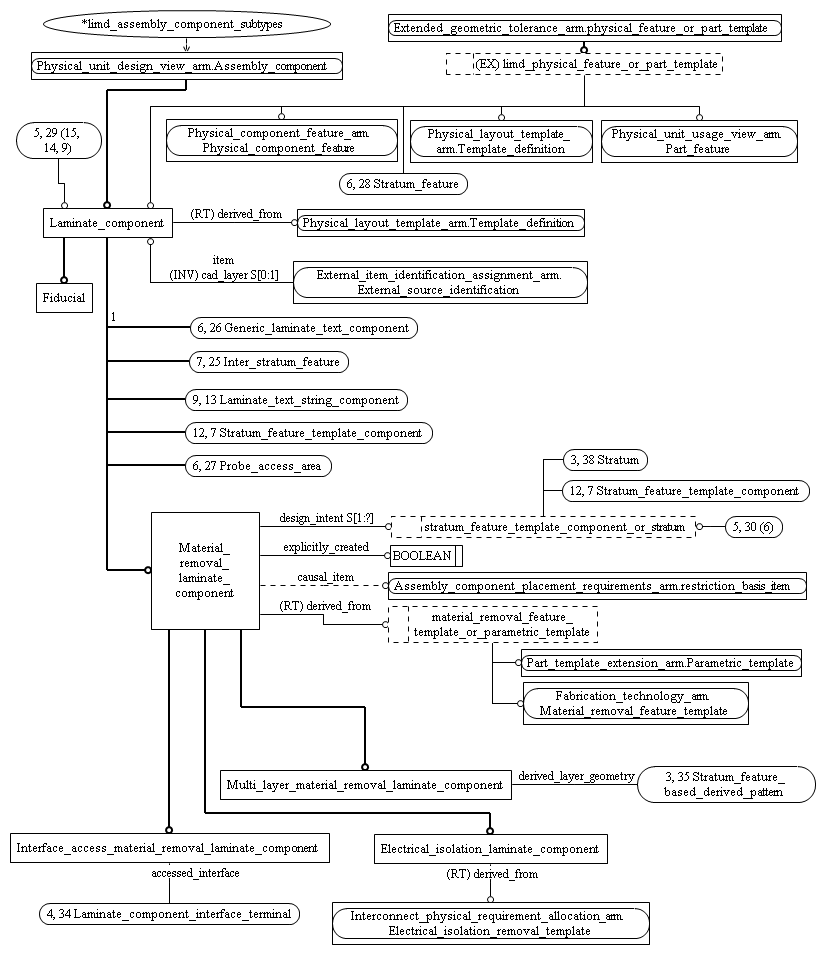 *limd_assembly_component_subtypes
Extended_geometric_tolerance_arm.physical_feature_or_part_template
Physical_unit_design_view_arm.Assembly_component
(EX) limd_physical_feature_or_part_template
5, 29 (15,
14, 9)
Physical_component_feature_arm.
Physical_component_feature
Physical_layout_template_
arm.Template_definition
Physical_unit_usage_view_arm.
Part_feature
6, 28 Stratum_feature
Laminate_component
(RT) derived_from
Physical_layout_template_arm.Template_definition
item
(INV) cad_layer S[0:1]
External_item_identification_assignment_arm.
External_source_identification
Fiducial
1
6, 26 Generic_laminate_text_component
7, 25 Inter_stratum_feature
9, 13 Laminate_text_string_component
12, 7 Stratum_feature_template_component
6, 27 Probe_access_area
3, 38 Stratum
12, 7 Stratum_feature_template_component
Material_
removal_
laminate_
component
design_intent S[1:?]
stratum_feature_template_component_or_stratum
5, 30 (6)
explicitly_created
BOOLEAN
causal_item
Assembly_component_placement_requirements_arm.restriction_basis_item
(RT) derived_from
material_removal_feature_
template_or_parametric_template
Part_template_extension_arm.Parametric_template
Fabrication_technology_arm.
Material_removal_feature_template
Multi_layer_material_removal_laminate_component
derived_layer_geometry
3, 35 Stratum_feature_
based_derived_pattern
Interface_access_material_removal_laminate_component
Electrical_isolation_laminate_component
accessed_interface
(RT) derived_from
4, 34 Laminate_component_interface_terminal
Interconnect_physical_requirement_allocation_arm.
Electrical_isolation_removal_template